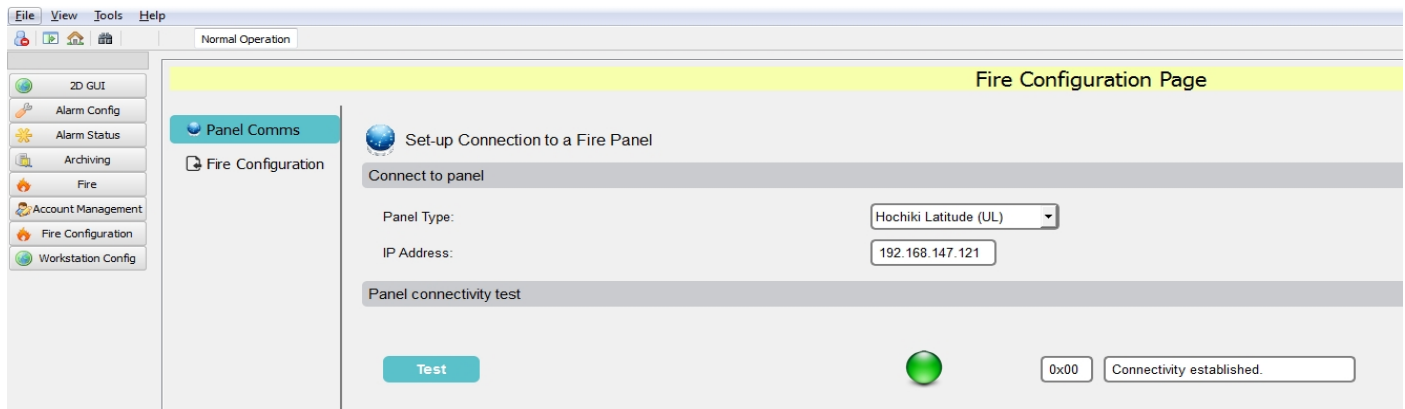 File View Tools Help
Normal Operation
2D GUI
Alarm Config
Alarm Status
Archiving
Fire
Account Management
Fire Configuration
Workstation Config
Fire Configuration Page
Panel Comms
Fire Configuration
Set-up Connection to a Fire Panel
Connect to panel
Panel Type: Hochiki Latitude (UL)
IP Address: 192.168.147.121
Panel connectivity test
Test 0x00 Connectivity established.